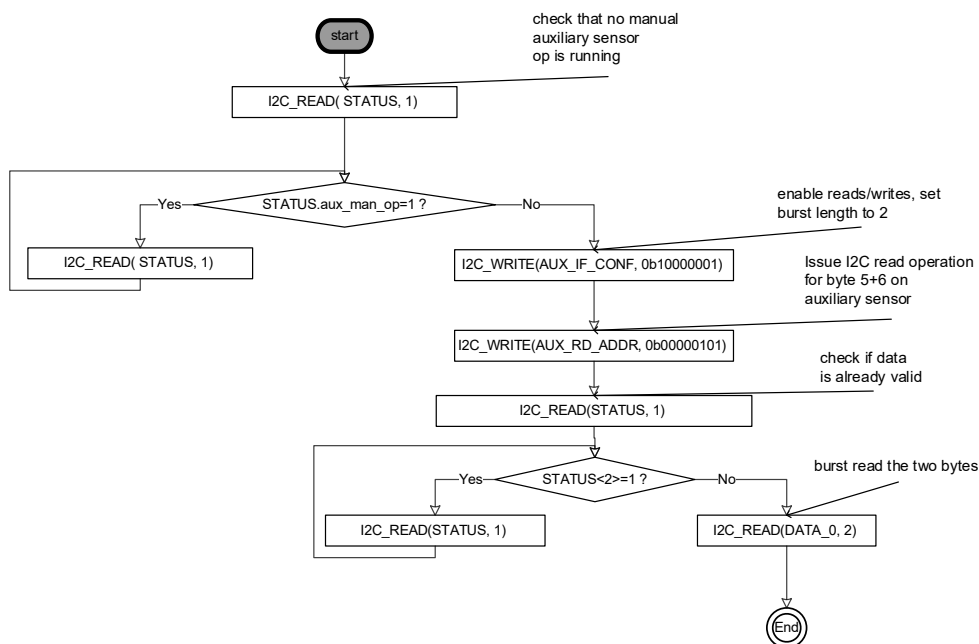 start
check that no manual
auxiliary sensor
op is running
I2C_READ( STATUS, 1)
STATUS.aux_man_op=1 ?
Yes
No
I2C_READ( STATUS, 1)
enable reads/writes, set
burst length to 2
I2C_WRITE(AUX_IF_CONF, 0b10000001)
Issue I2C read operation
for byte 5+6 on
auxiliary sensor
I2C_WRITE(AUX_RD_ADDR, 0b00000101)
check if data
is already valid
I2C_READ(STATUS, 1)
STATUS<2>=1 ?
Yes
No
I2C_READ(STATUS, 1)
burst read the two bytes
I2C_READ(DATA_0, 2)
End